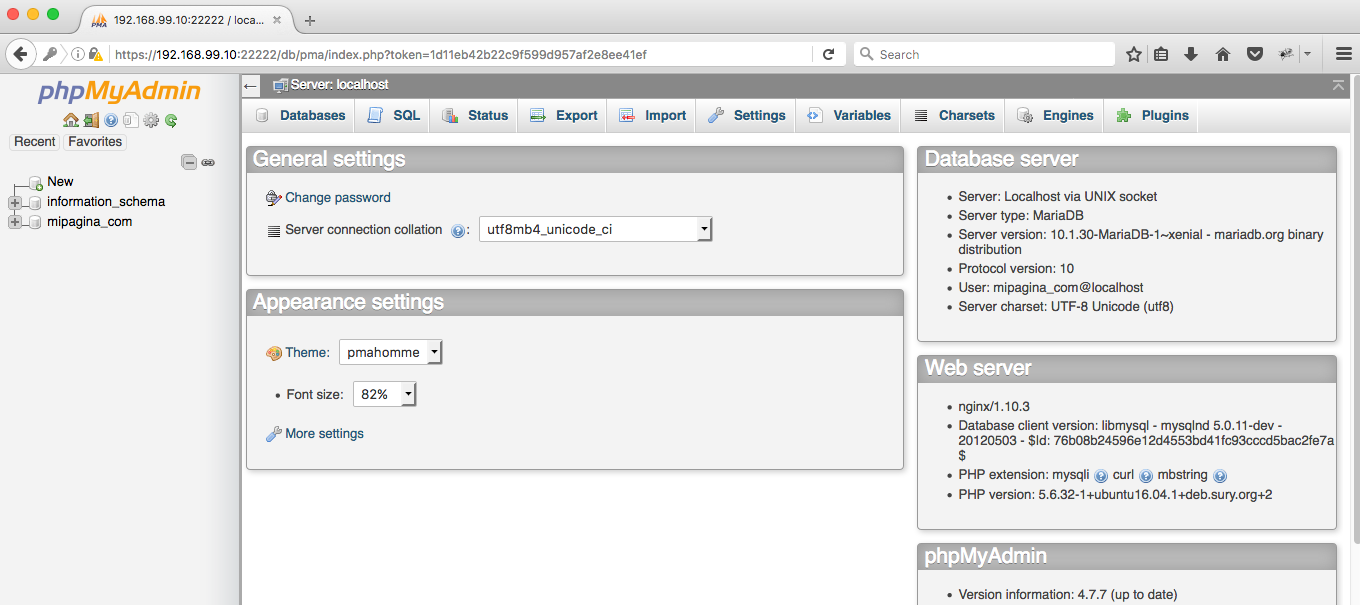 192.168.99.10:22222 / loca...
https://192.168.99.10:22222/db/pma/index.php?token=1d11eb42b22c9f599d957af2e8ee41ef
Search
phpMyAdmin
Recent
Favorites
New
information_schema
mipagina_com
Server: localhost
Databases
SQL
Status
Export
Import
Settings
Variables
Charsets
Engines
Plugins
General settings
Change password
Server connection collation :
utf8mb4_unicode_ci
Appearance settings
Theme:
pmahomme
Font size:
82%
More settings
Database server
Server: Localhost via UNIX socket
Server type: MariaDB
Server version: 10.1.30-MariaDB-1~xenial - mariadb.org binary
distribution
Protocol version: 10
User: mipagina_com@localhost
Server charset: UTF-8 Unicode (utf8)
Web server
nginx/1.10.3
Database client version: libmysql - mysqlnd 5.0.11-dev -
20120503 - $Id: 76b08b24596e12d4553bd41fc93cccd5bac2fe7a
$
PHP extension: mysqli curl mbstring
PHP version: 5.6.32-1+ubuntu16.04.1+deb.sury.org+2
phpMyAdmin
Version information: 4.7.7 (up to date)